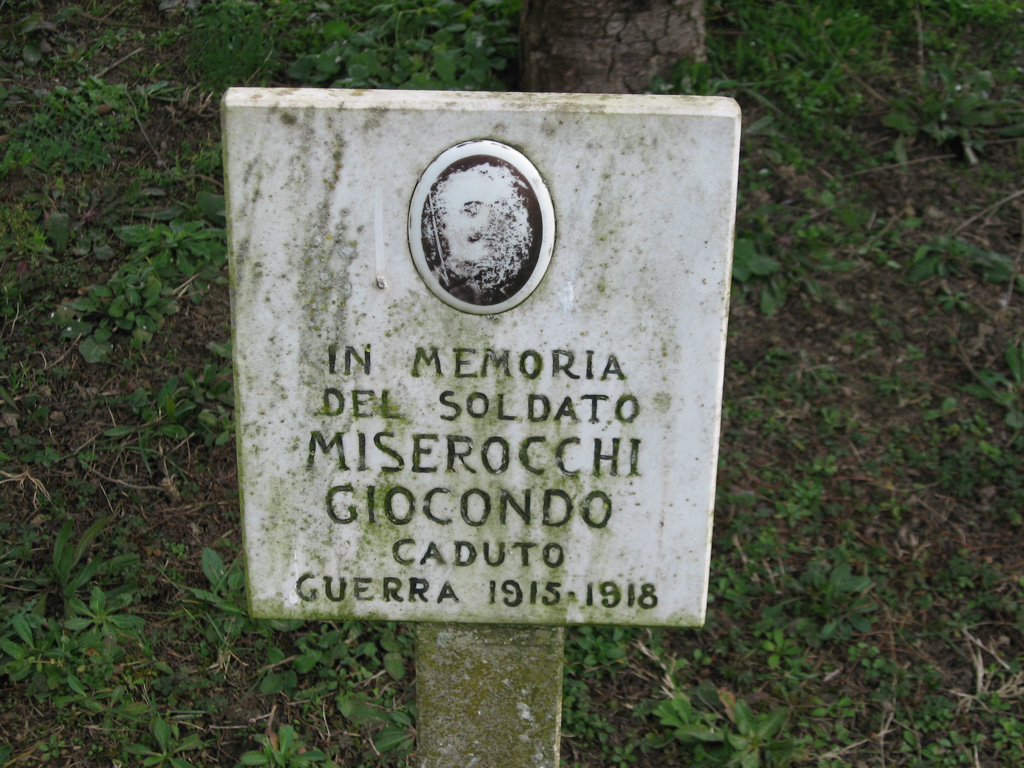 IN MEMORIA
DEL SOLDATO
MISEROCCHI
GIOCONDO
CADUTO
GUERRA 1915-1918